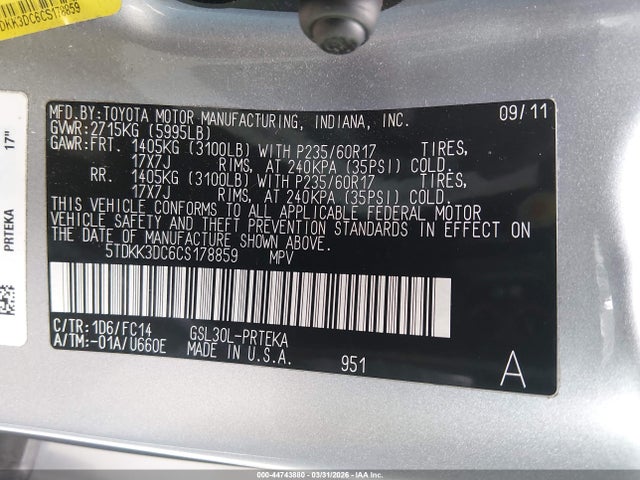 DKK3DC6CS178859
17"
PRTEKA
MFD.BY:TOYOTA MOTOR MANUFACTURING, INDIANA, INC. 09/11
GVWR:2715KG (5995LB)
GAWR:FRT. 1405KG (3100LB) WITH P235/60R17 TIRES,
17X7J RIMS, AT 240KPA (35PSI) COLD.
RR. 1405KG (3100LB) WITH P235/60R17 TIRES,
17X7J RIMS, AT 240KPA (35PSI) COLD.
THIS VEHICLE CONFORMS TO ALL APPLICABLE FEDERAL MOTOR
VEHICLE SAFETY AND THEFT PREVENTION STANDARDS IN EFFECT ON
THE DATE OF MANUFACTURE SHOWN ABOVE.
5TDKK3DC6CS178859 MPV
C/TR:1D6/FC14 GSL30L-PRTEKA
A/TM:-01A/U660E MADE IN U.S.A. 951 A
000-44743880 - 03/31/2026 - IAAI